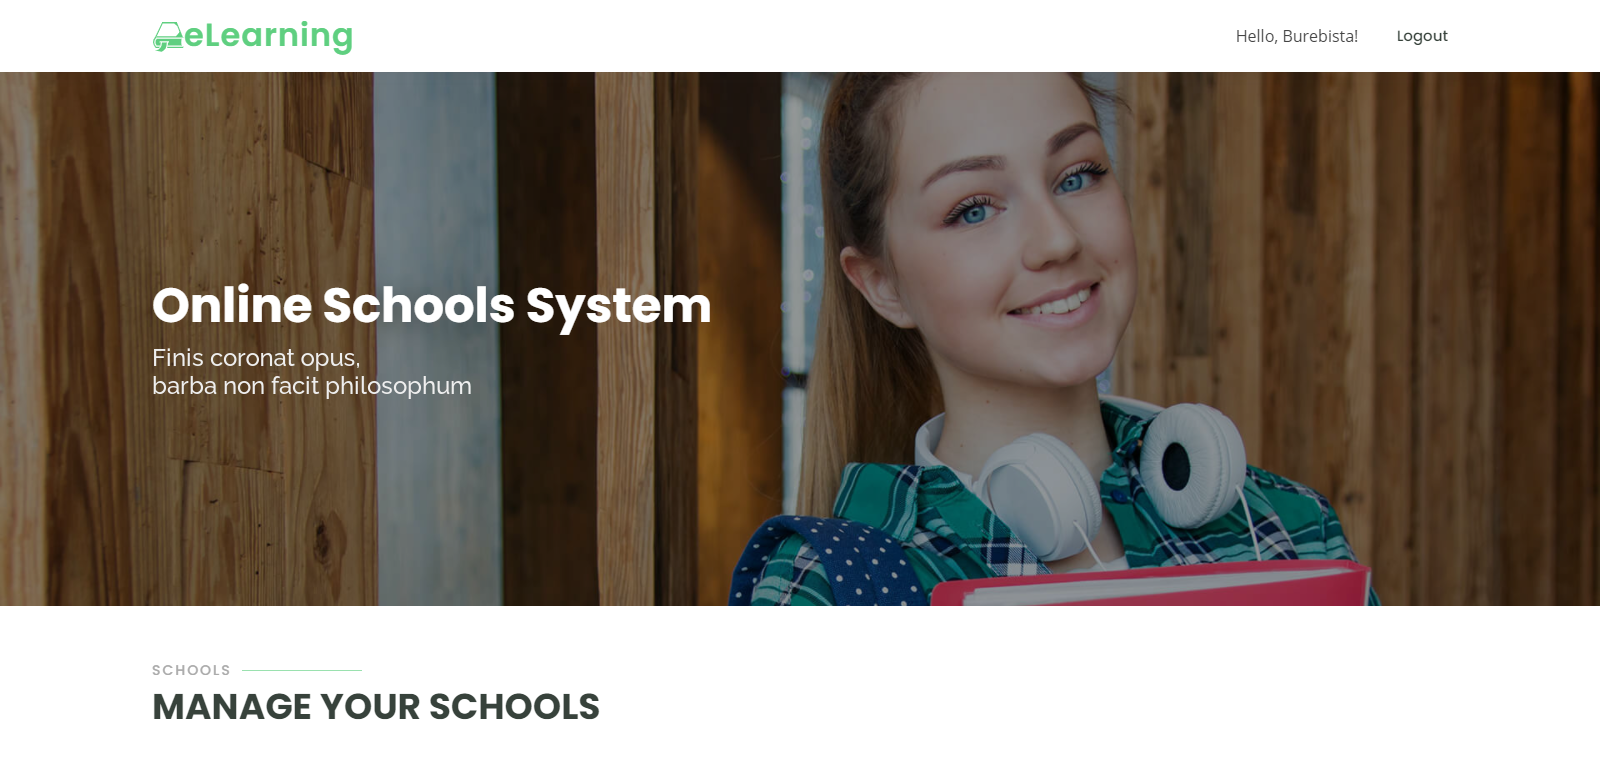 eLearning
Hello, Burebista!
Logout
Online Schools System
Finis coronat opus,
barba non facit philosophum
SCHOOLS
MANAGE YOUR SCHOOLS